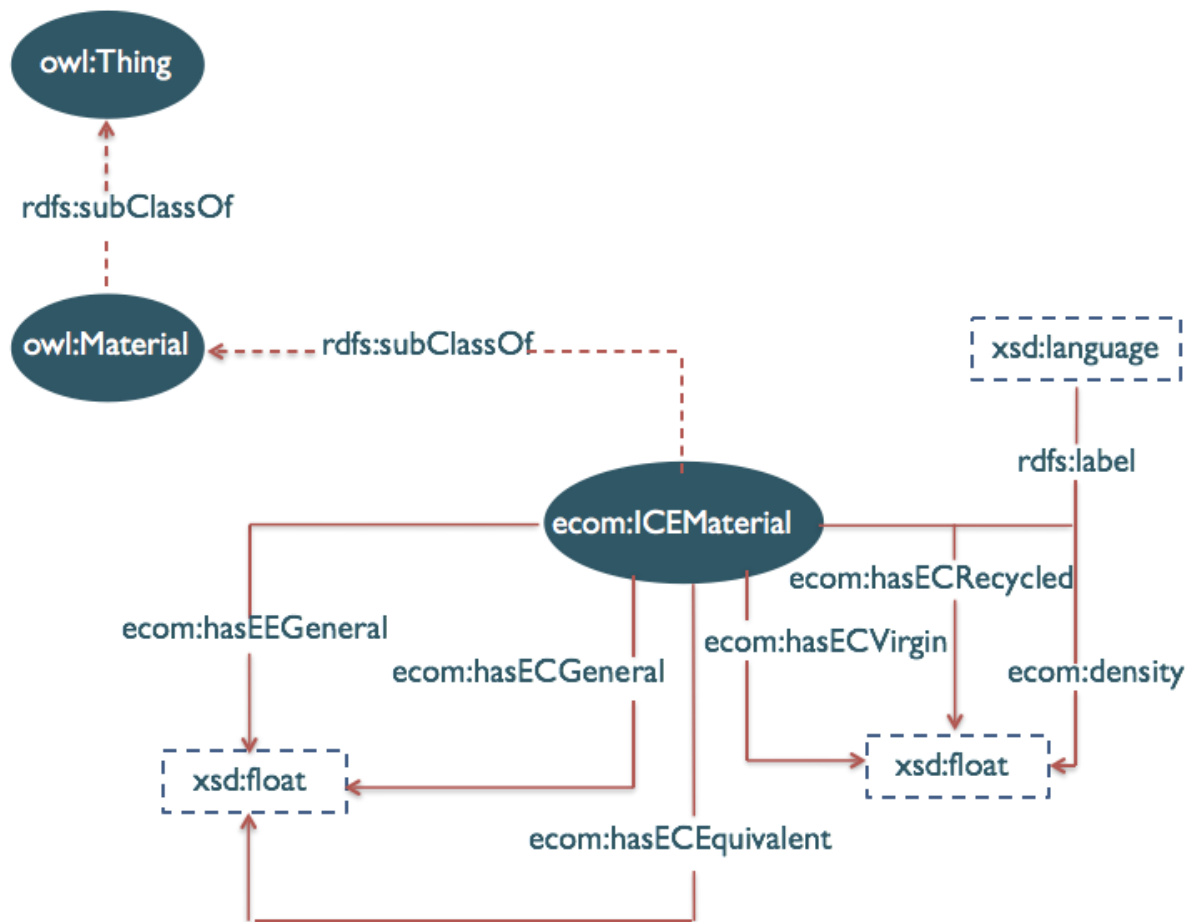 owl:Thing
rdfs:subClassOf
owl:Material
rdfs:subClassOf
xsd:language
rdfs:label
ecom:ICEMaterial
ecom:hasECRecycled
ecom:hasEEGeneral
ecom:hasECVirgin
ecom:hasECGeneral
ecom:density
xsd:float
xsd:float
ecom:hasECEquivalent